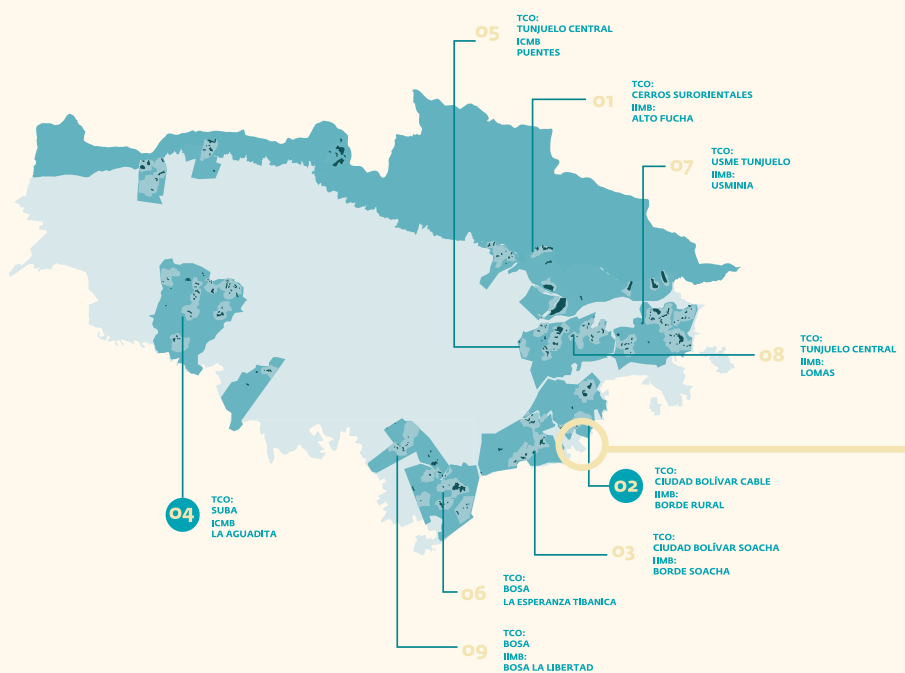 05
TCO:
TUNJUELO CENTRAL
ICMB
PUENTES
01
TCO:
CERROS SURORIENTALES
IIMB:
ALTO FUCHA
07
TCO:
USME TUNJUELO
IIMB:
USMINIA
08
TCO:
TUNJUELO CENTRAL
IIMB:
LOMAS
02
TCO:
CIUDAD BOLÍVAR CABLE
IIMB:
BORDE RURAL
04
TCO:
SUBA
ICMB
LA AGUADITA
03
TCO:
CIUDAD BOLÍVAR SOACHA
IIMB:
BORDE SOACHA
06
TCO:
BOSA
LA ESPERANZA TIBANICA
09
TCO:
BOSA
IIMB:
BOSA LA LIBERTAD